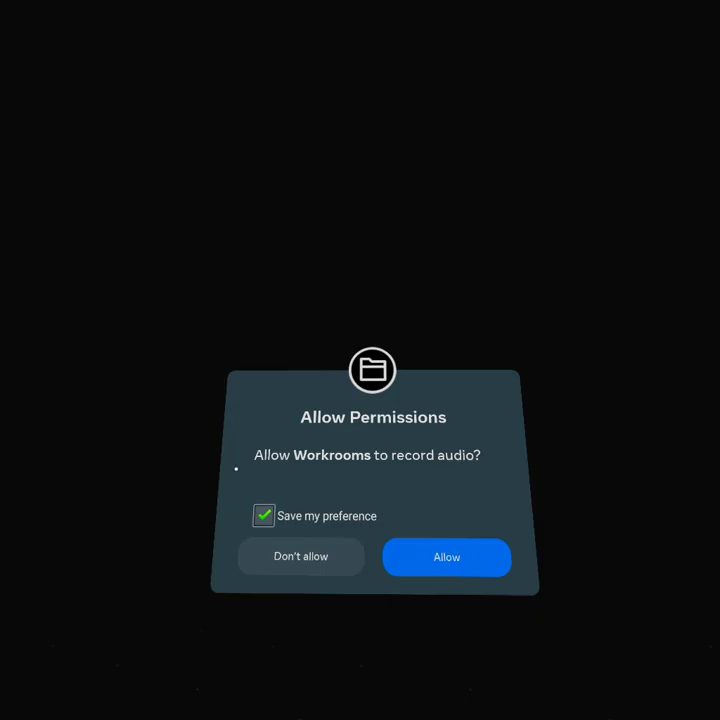 Allow Permissions
Allow Workrooms to record audio?
Save my preference
Don't allow
Allow